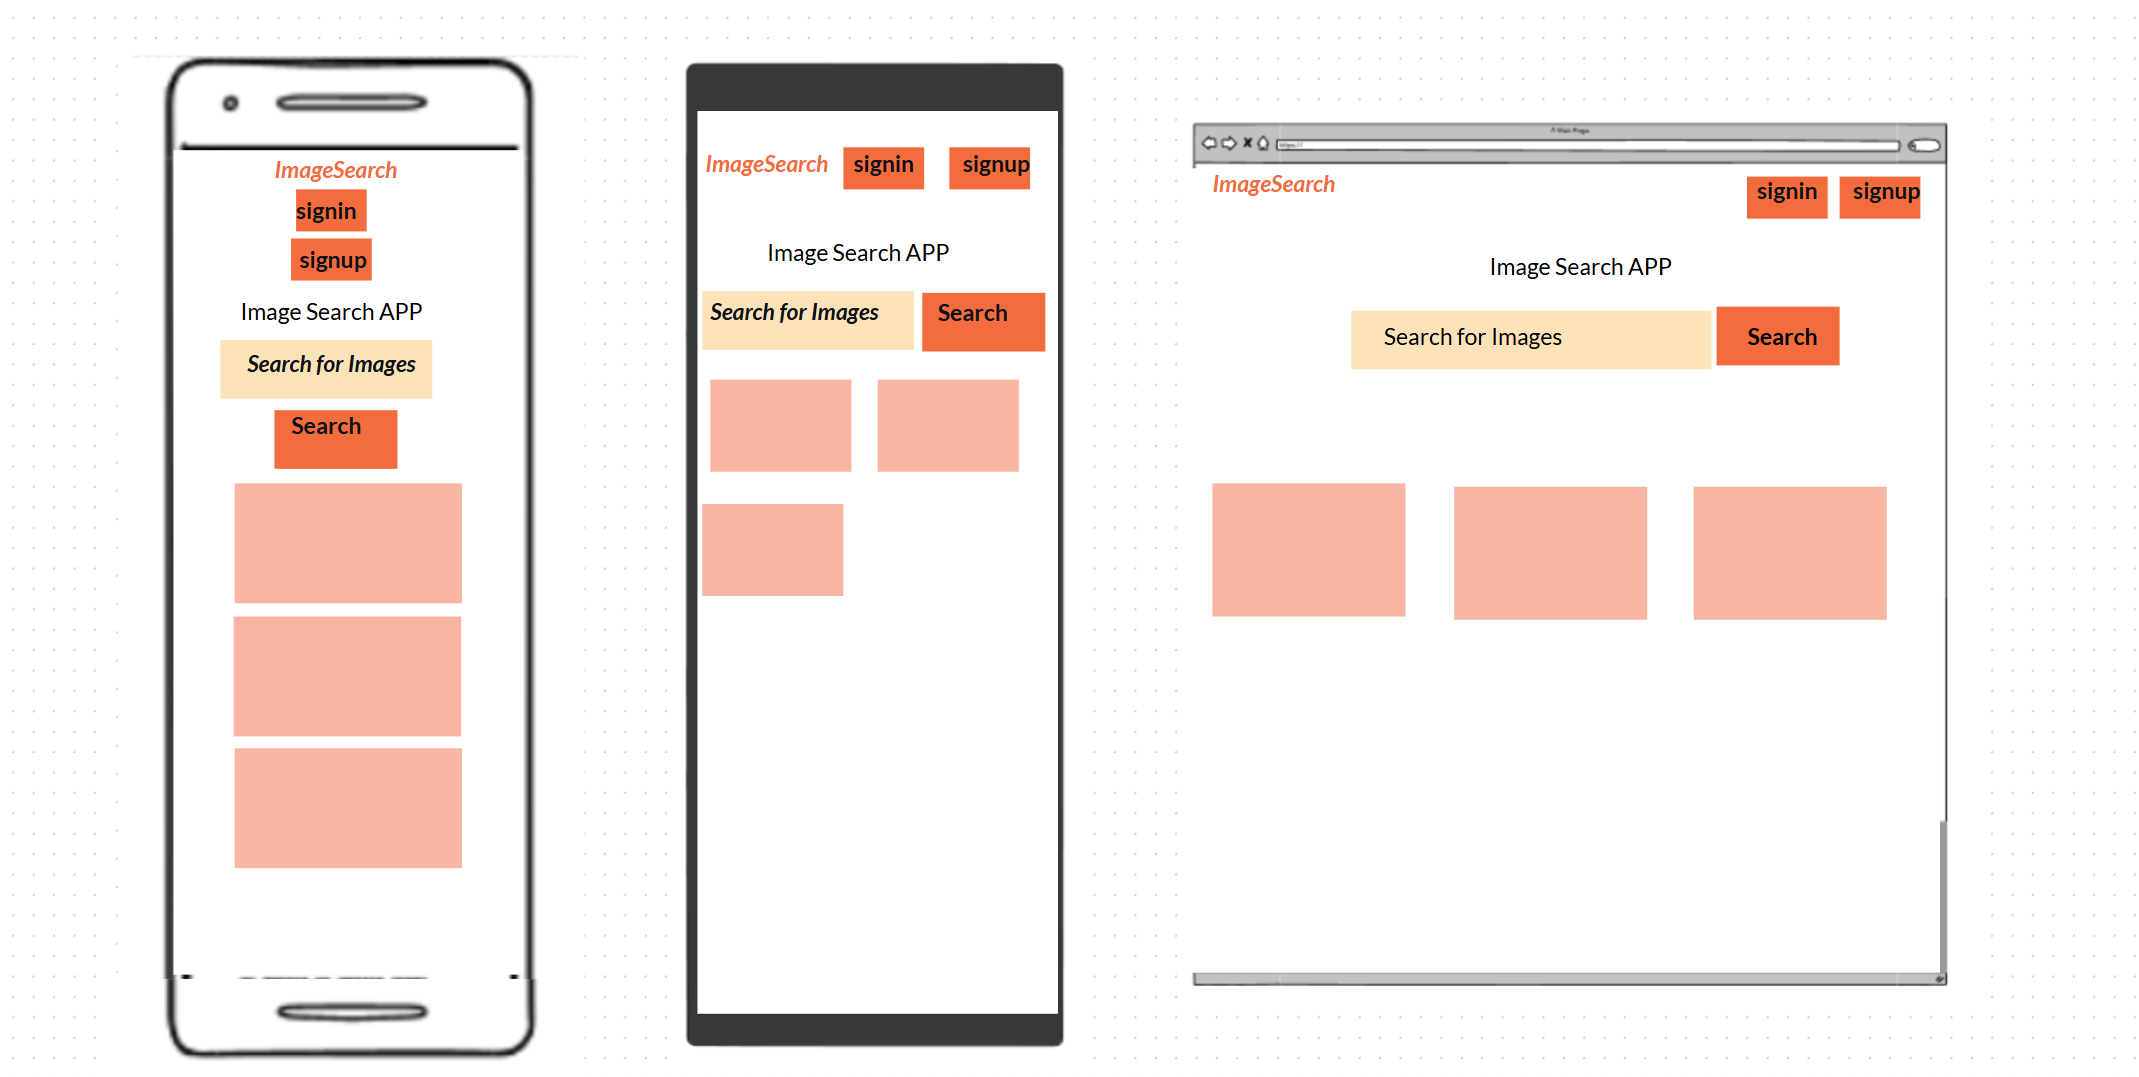 ImageSearch
signin
signup
Image Search APP
Search for Images
Search
ImageSearch signin signup
Image Search APP
Search for Images Search
ImageSearch signin signup
Image Search APP
Search for Images Search